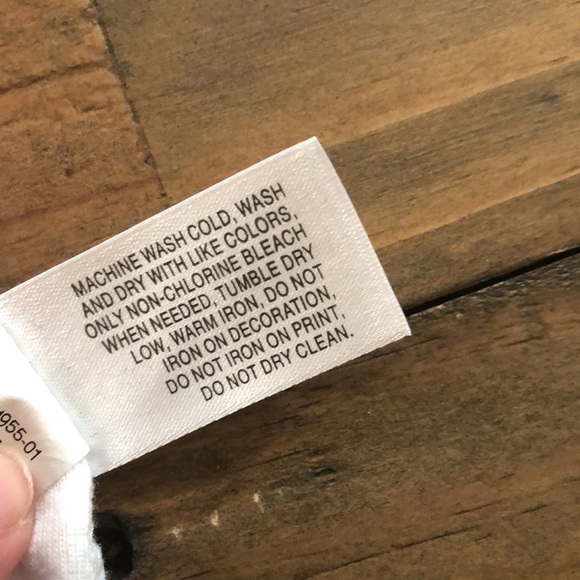 MACHINE WASH COLD, WASH
AND DRY WITH LIKE COLORS,
ONLY NON-CHLORINE BLEACH
WHEN NEEDED, TUMBLE DRY
LOW, WARM IRON, DO NOT
IRON ON DECORATION,
DO NOT IRON ON PRINT,
DO NOT DRY CLEAN.
955-01